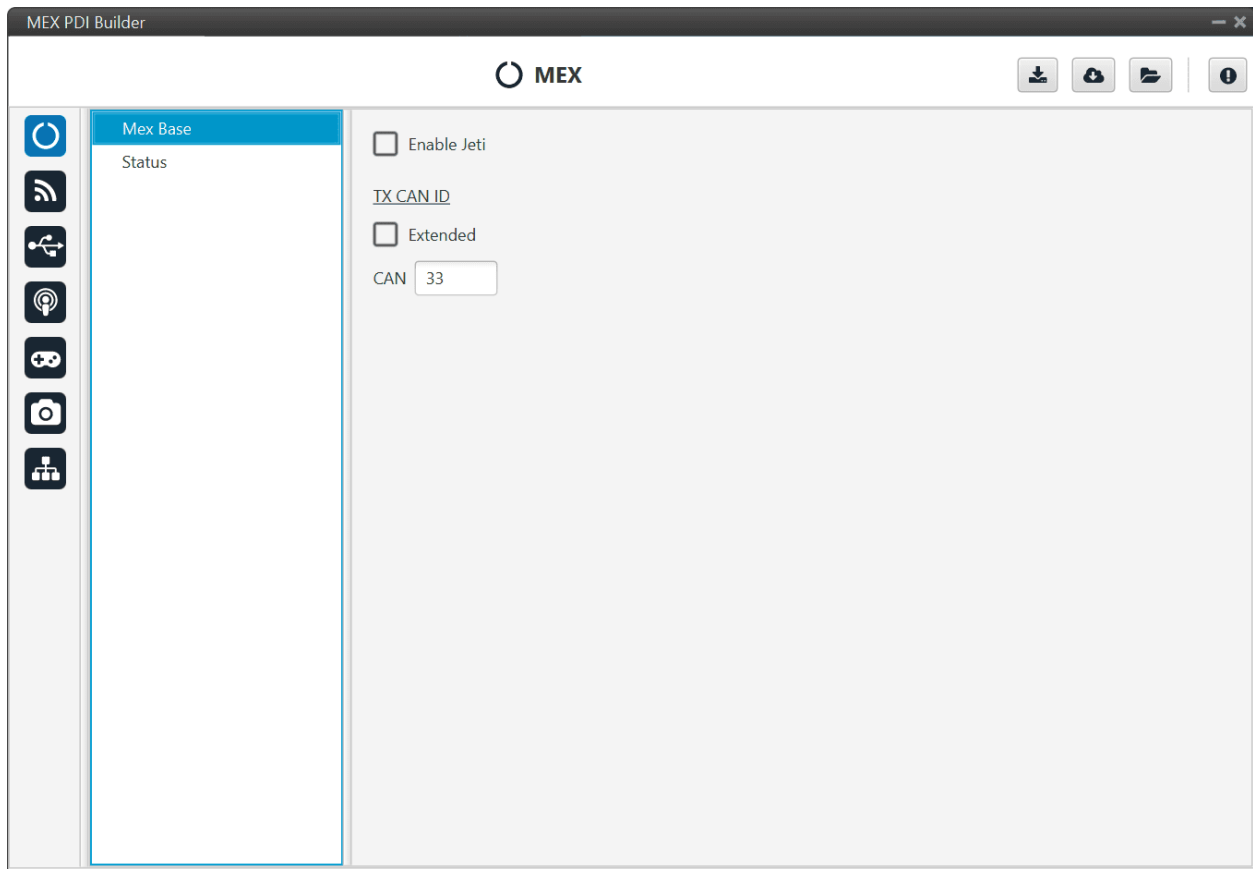 MEX PDI Builder
MEX
Mex Base
Status
Enable Jeti
TX CAN ID
Extended
CAN 33